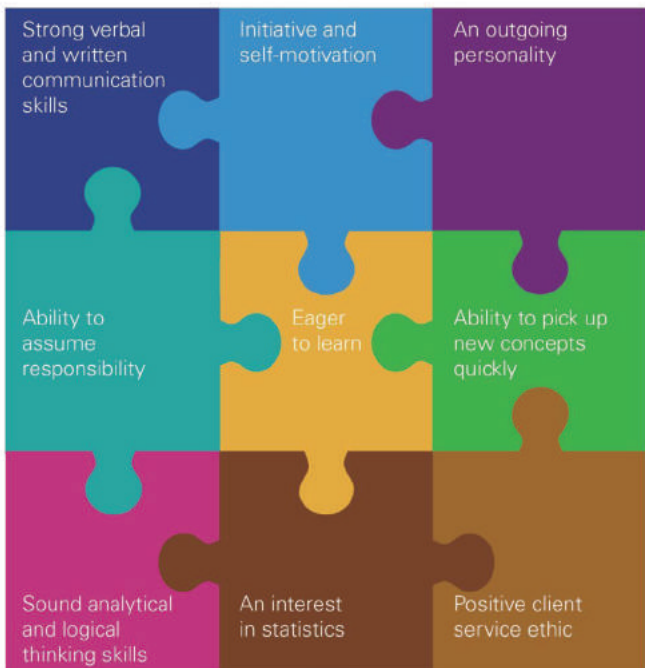 Strong verbal
and written
communication
skills
Initiative and
self-motivation
An outgoing
personality
Ability to
assume
responsibility
Eager
to learn
Ability to pick up
new concepts
quickly
Sound analytical
and logical
thinking skills
An interest
in statistics
Positive client
service ethic